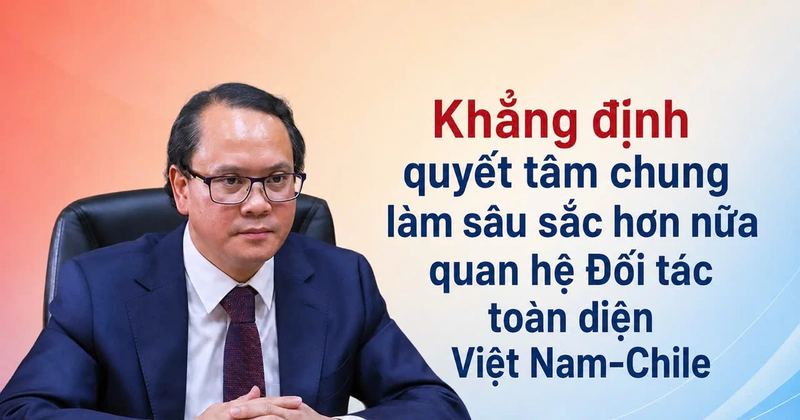 Khẳng định
quyết tâm chung
làm sâu sắc hơn nữa
quan hệ Đối tác
toàn diện
Việt Nam-Chile